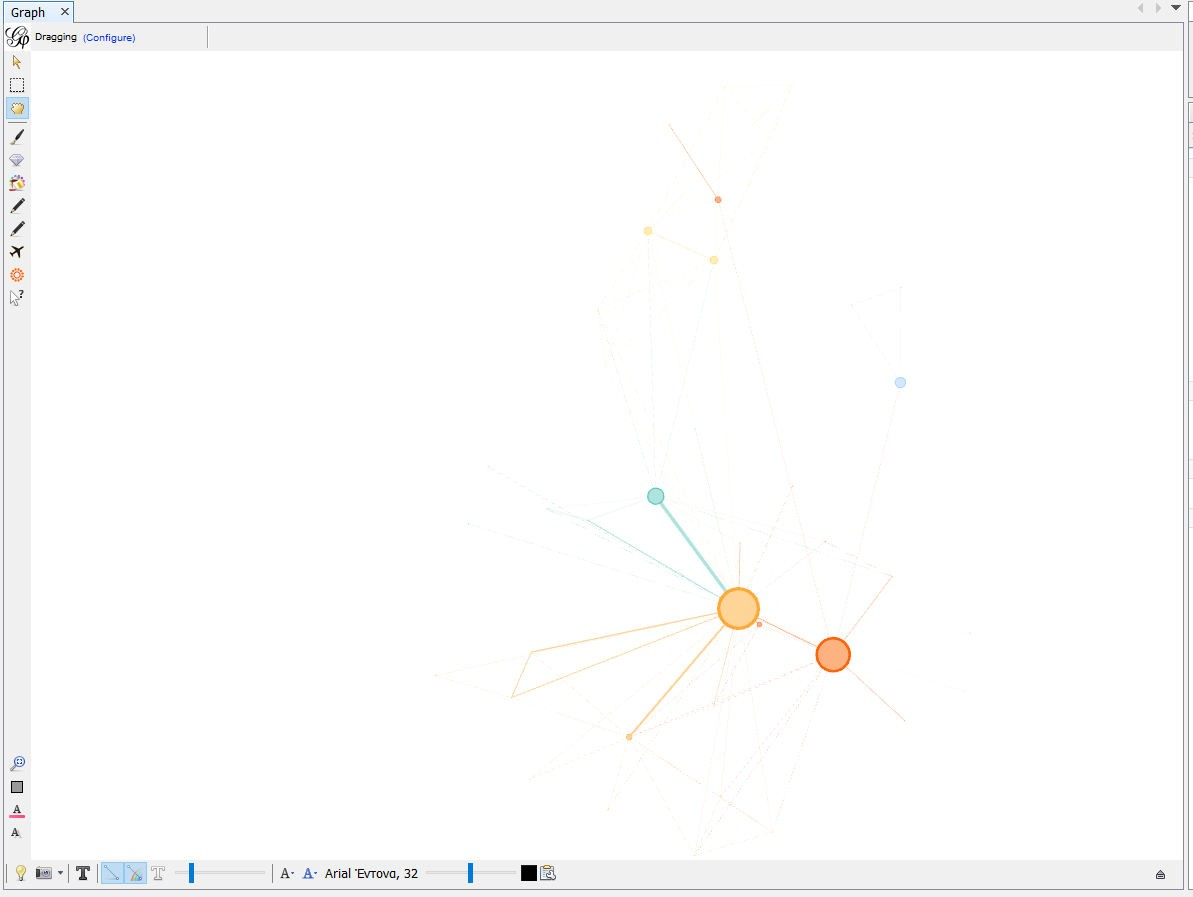 Graph
Dragging (Configure)
Arial Έντονα, 32